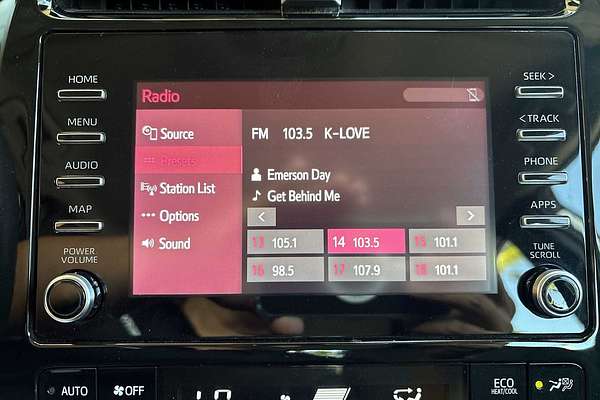 HOME
MENU
AUDIO
MAP
POWER
VOLUME
Radio
Source
Presets
Station List
Options
Sound
FM 103.5 K-LOVE
Emerson Day
Get Behind Me
<
>
13 105.1
14 103.5
15 101.1
16 98.5
17 107.9
18 101.1
SEEK >
< TRACK
PHONE
APPS
TUNE
SCROLL
AUTO
OFF
ECO
HEAT/COOL